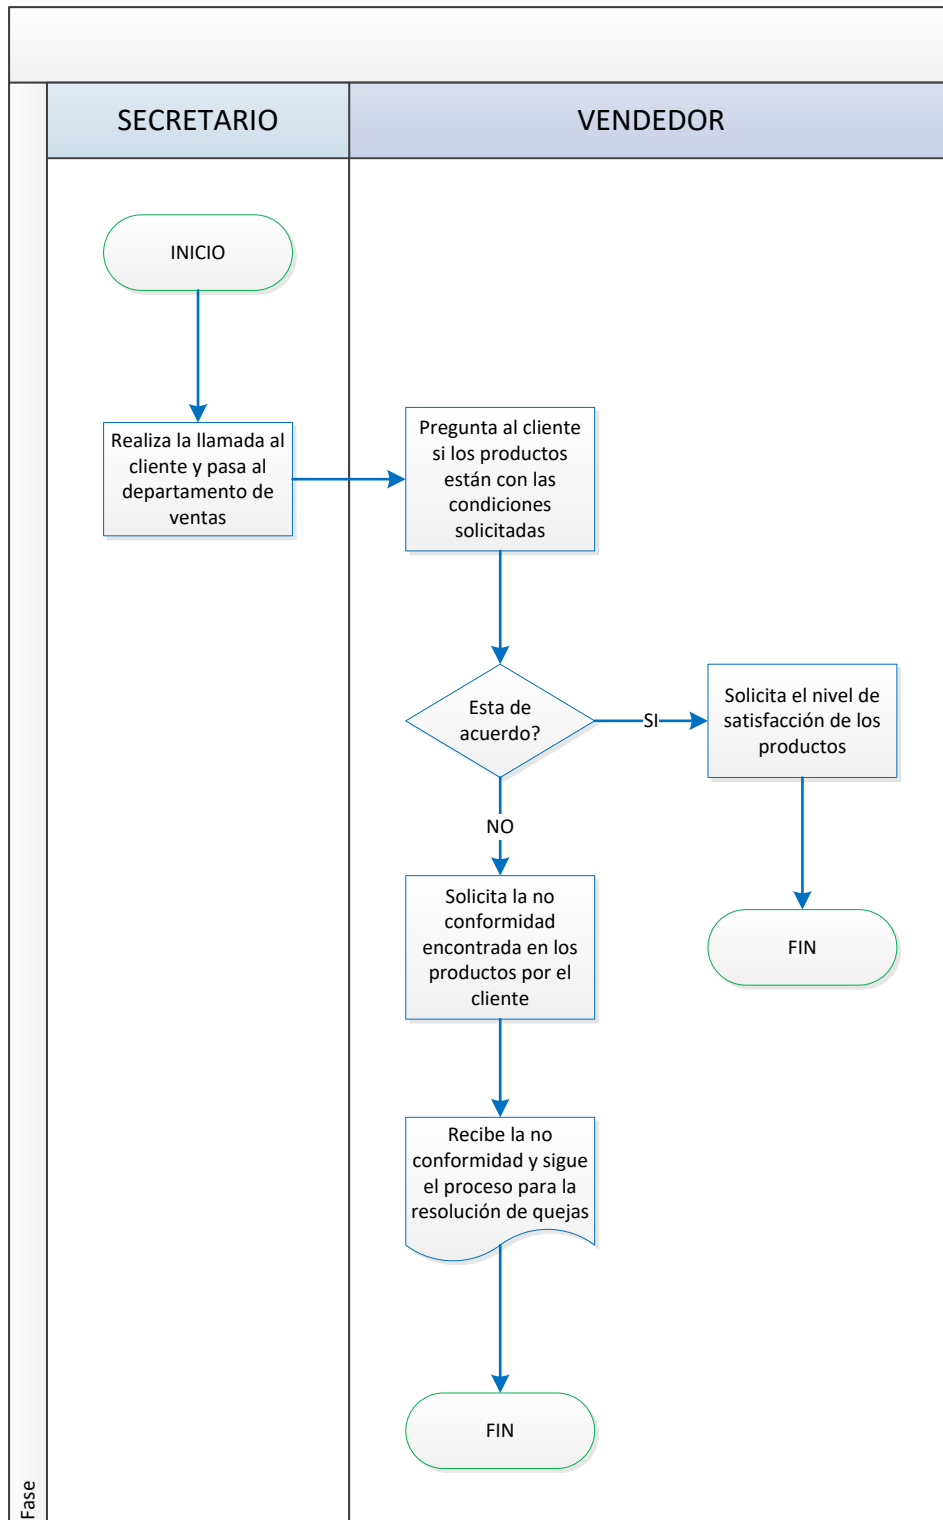 SECRETARIO
VENDEDOR
INICIO
Realiza la llamada al
cliente y pasa al
departamento de
ventas
Pregunta al cliente
si los productos
están con las
condiciones
solicitadas
Esta de
acuerdo?
SI
Solicita el nivel de
satisfacción de los
productos
NO
Solicita la no
conformidad
encontrada en los
productos por el
cliente
FIN
Recibe la no
conformidad y sigue
el proceso para la
resolución de quejas
FIN
Fase